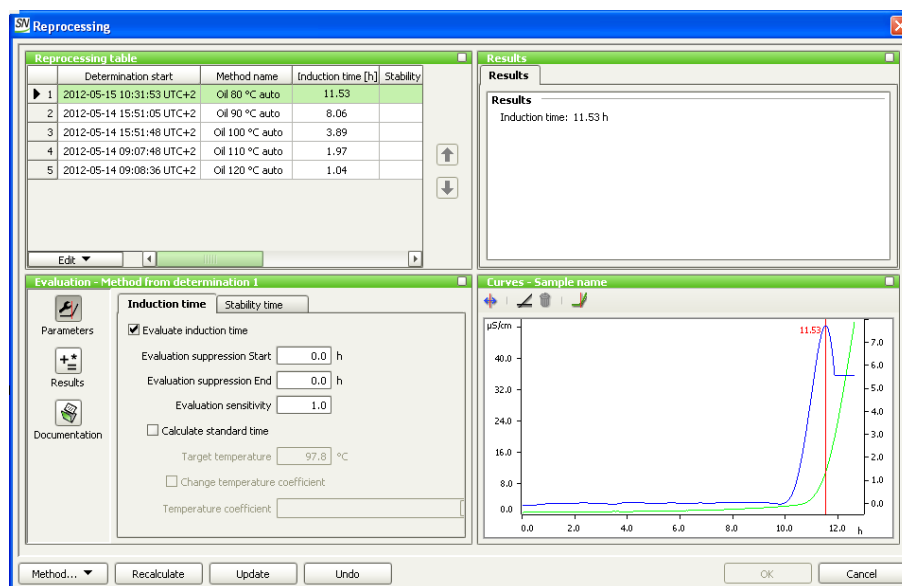 SN Reprocessing
Reprocessing table
Determination start Method name Induction time [h] Stability
1 2012-05-15 10:31:53 UTC+2 Oil 80 °C auto 11.53
2 2012-05-14 15:51:05 UTC+2 Oil 90 °C auto 8.06
3 2012-05-14 15:51:48 UTC+2 Oil 100 °C auto 3.89
4 2012-05-14 09:07:48 UTC+2 Oil 110 °C auto 1.97
5 2012-05-14 09:08:36 UTC+2 Oil 120 °C auto 1.04
Edit
Results
Results
Results
Induction time: 11.53 h
Evaluation - Method from determination 1
Parameters
Results
Documentation
Induction time Stability time
Evaluate induction time
Evaluation suppression Start 0.0 h
Evaluation suppression End 0.0 h
Evaluation sensitivity 1.0
Calculate standard time
Target temperature 97.8 °C
Change temperature coefficient
Temperature coefficient
Curves - Sample name
µS/cm 11.53
40.0 7.0
32.0 6.0
24.0 5.0
16.0 4.0
8.0 3.0
0.0 2.0
1.0
0.0
0.0 2.0 4.0 6.0 8.0 10.0 12.0 h
Method... Recalculate Update Undo OK Cancel